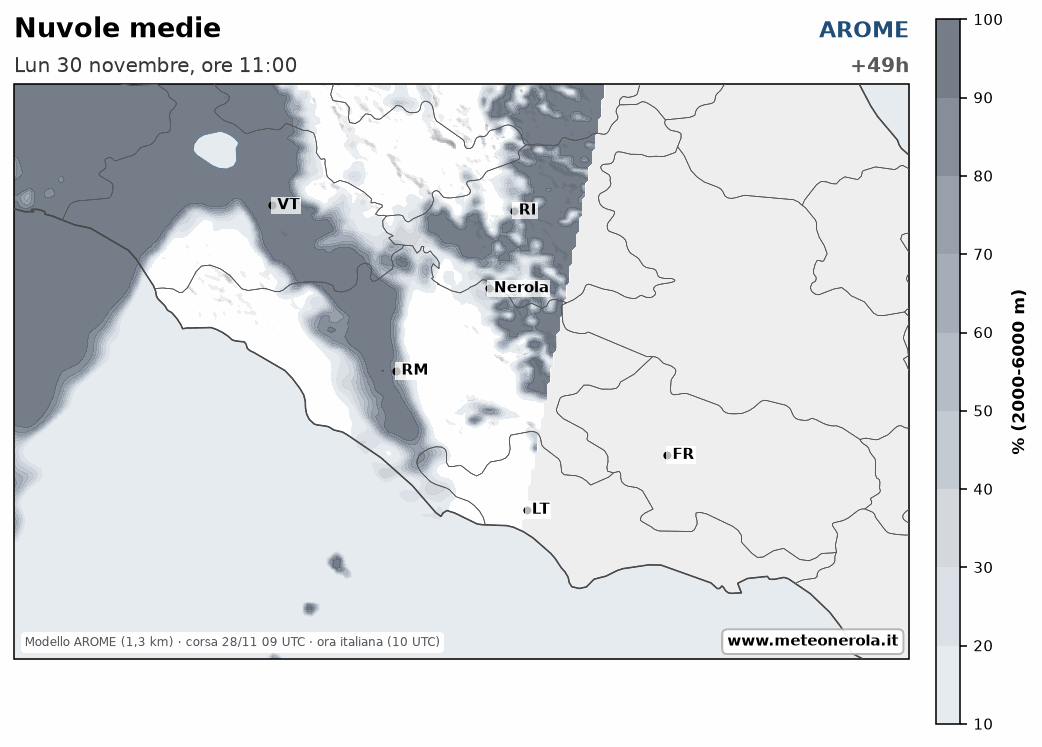 Nuvole medie
AROME
Lun 30 novembre, ore 11:00
+49h
100
90
80
70
60
50
40
30
20
10
% (2000-6000 m)
VT
RI
Nerola
RM
FR
LT
Modello AROME (1,3 km) · corsa 28/11 09 UTC · ora italiana (10 UTC)
www.meteonerola.it